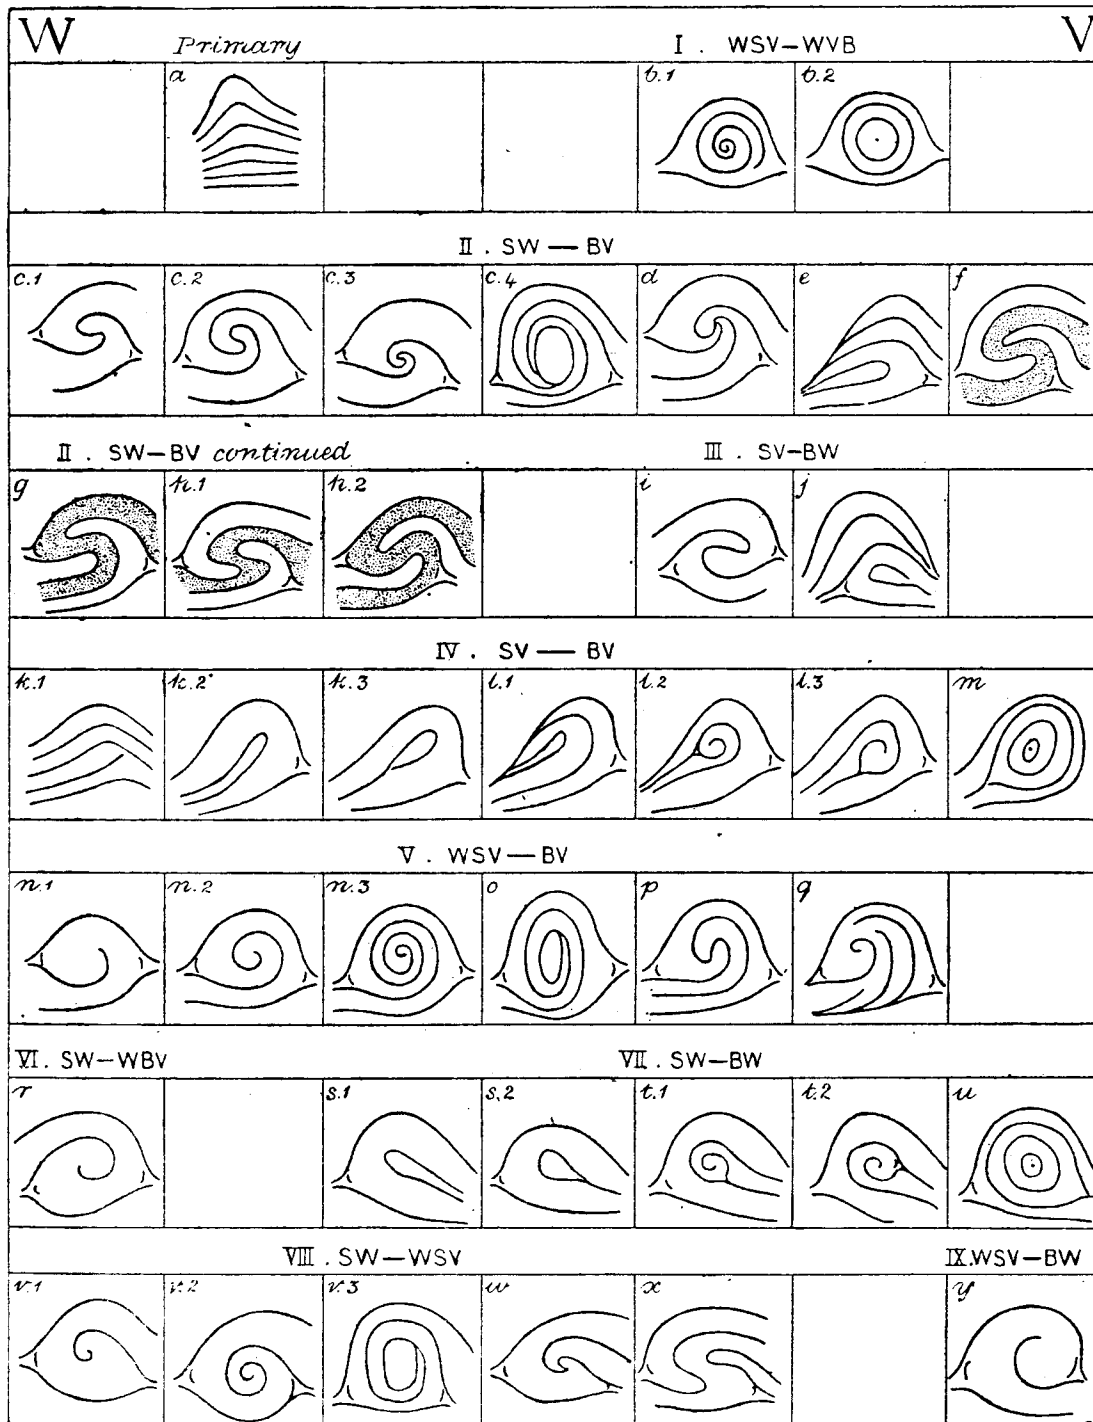 W Primary I . WSV—WVB V
a b.1 b.2
II . SW — BV
c.1 c.2 c.3 c.4 d e f
II . SW—BV continued III . SV—BW
g h.1 h.2 i j
IV . SV — BV
k.1 k.2 k.3 l.1 l.2 l.3 m
V . WSV — BV
n.1 n.2 n.3 o p q
VI . SW—WBV VII . SW—BW
r s.1 s.2 t.1 t.2 u
VIII . SW—WSV IX. WSV—BW
v.1 v.2 v.3 w x y